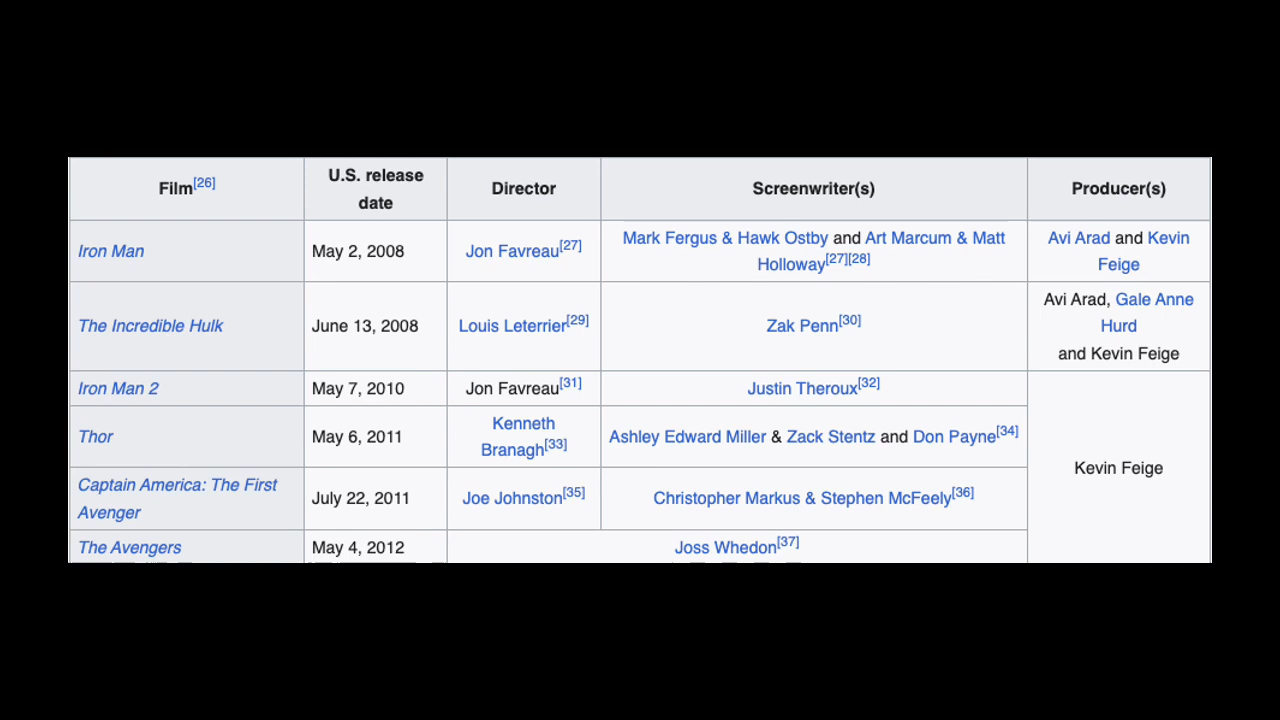 Film[26]
U.S. release
date
Director
Screenwriter(s)
Producer(s)
Iron Man
May 2, 2008
Jon Favreau[27]
Mark Fergus & Hawk Ostby and Art Marcum & Matt
Holloway[27][28]
Avi Arad and Kevin
Feige
The Incredible Hulk
June 13, 2008
Louis Leterrier[29]
Zak Penn[30]
Avi Arad, Gale Anne
Hurd
and Kevin Feige
Iron Man 2
May 7, 2010
Jon Favreau[31]
Justin Theroux[32]
Kevin Feige
Thor
May 6, 2011
Kenneth
Branagh[33]
Ashley Edward Miller & Zack Stentz and Don Payne[34]
Captain America: The First
Avenger
July 22, 2011
Joe Johnston[35]
Christopher Markus & Stephen McFeely[36]
The Avengers
May 4, 2012
Joss Whedon[37]